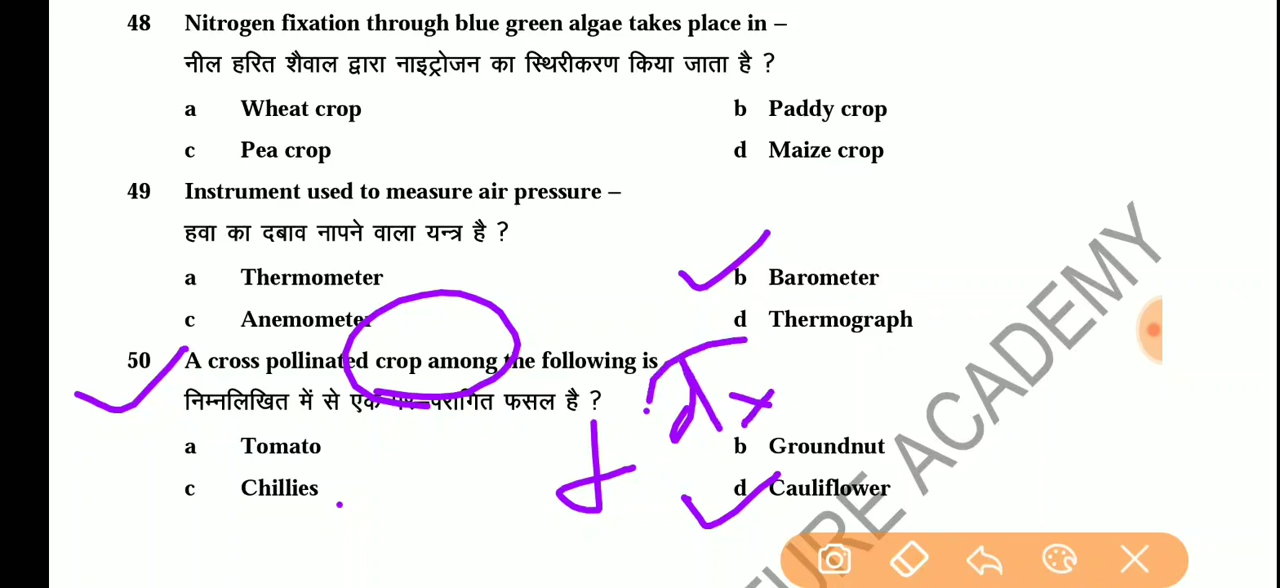 48 Nitrogen fixation through blue green algae takes place in –
नील हरित शैवाल द्वारा नाइट्रोजन का स्थिरीकरण किया जाता है ?
a Wheat crop b Paddy crop
c Pea crop d Maize crop
49 Instrument used to measure air pressure –
हवा का दबाव नापने वाला यन्त्र है ?
a Thermometer b Barometer
c Anemometer d Thermograph
50 A cross pollinated crop among the following is
निम्नलिखित में से एक पर–परागित फसल है ?
a Tomato b Groundnut
c Chillies d Cauliflower
URE ACADEMY